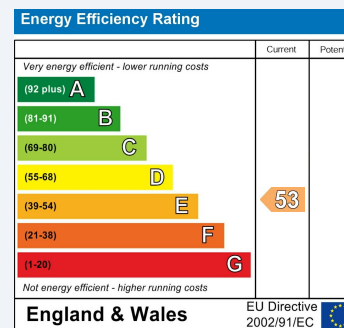 Energy Efficiency Rating
Current Poten
Very energy efficient - lower running costs
(92 plus) A
(81-91) B
(69-80) C
(55-68) D
(39-54) E
53
(21-38) F
(1-20) G
Not energy efficient - higher running costs
England & Wales
EU Directive
2002/91/EC